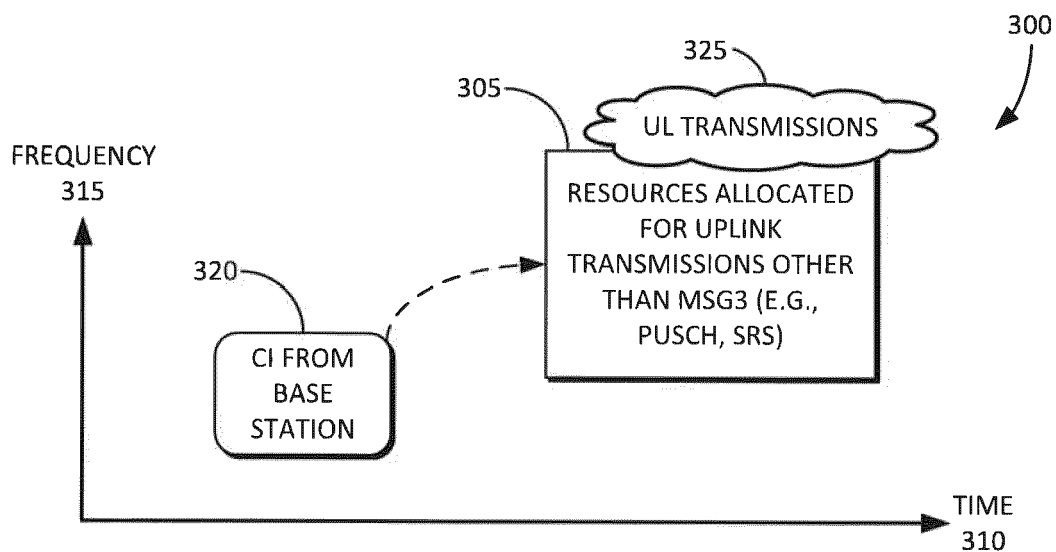 300
325
305
UL TRANSMISSIONS
FREQUENCY
315
RESOURCES ALLOCATED
FOR UPLINK
TRANSMISSIONS OTHER
THAN MSG3 (E.G.,
PUSCH, SRS)
320
CI FROM
BASE
STATION
TIME
310